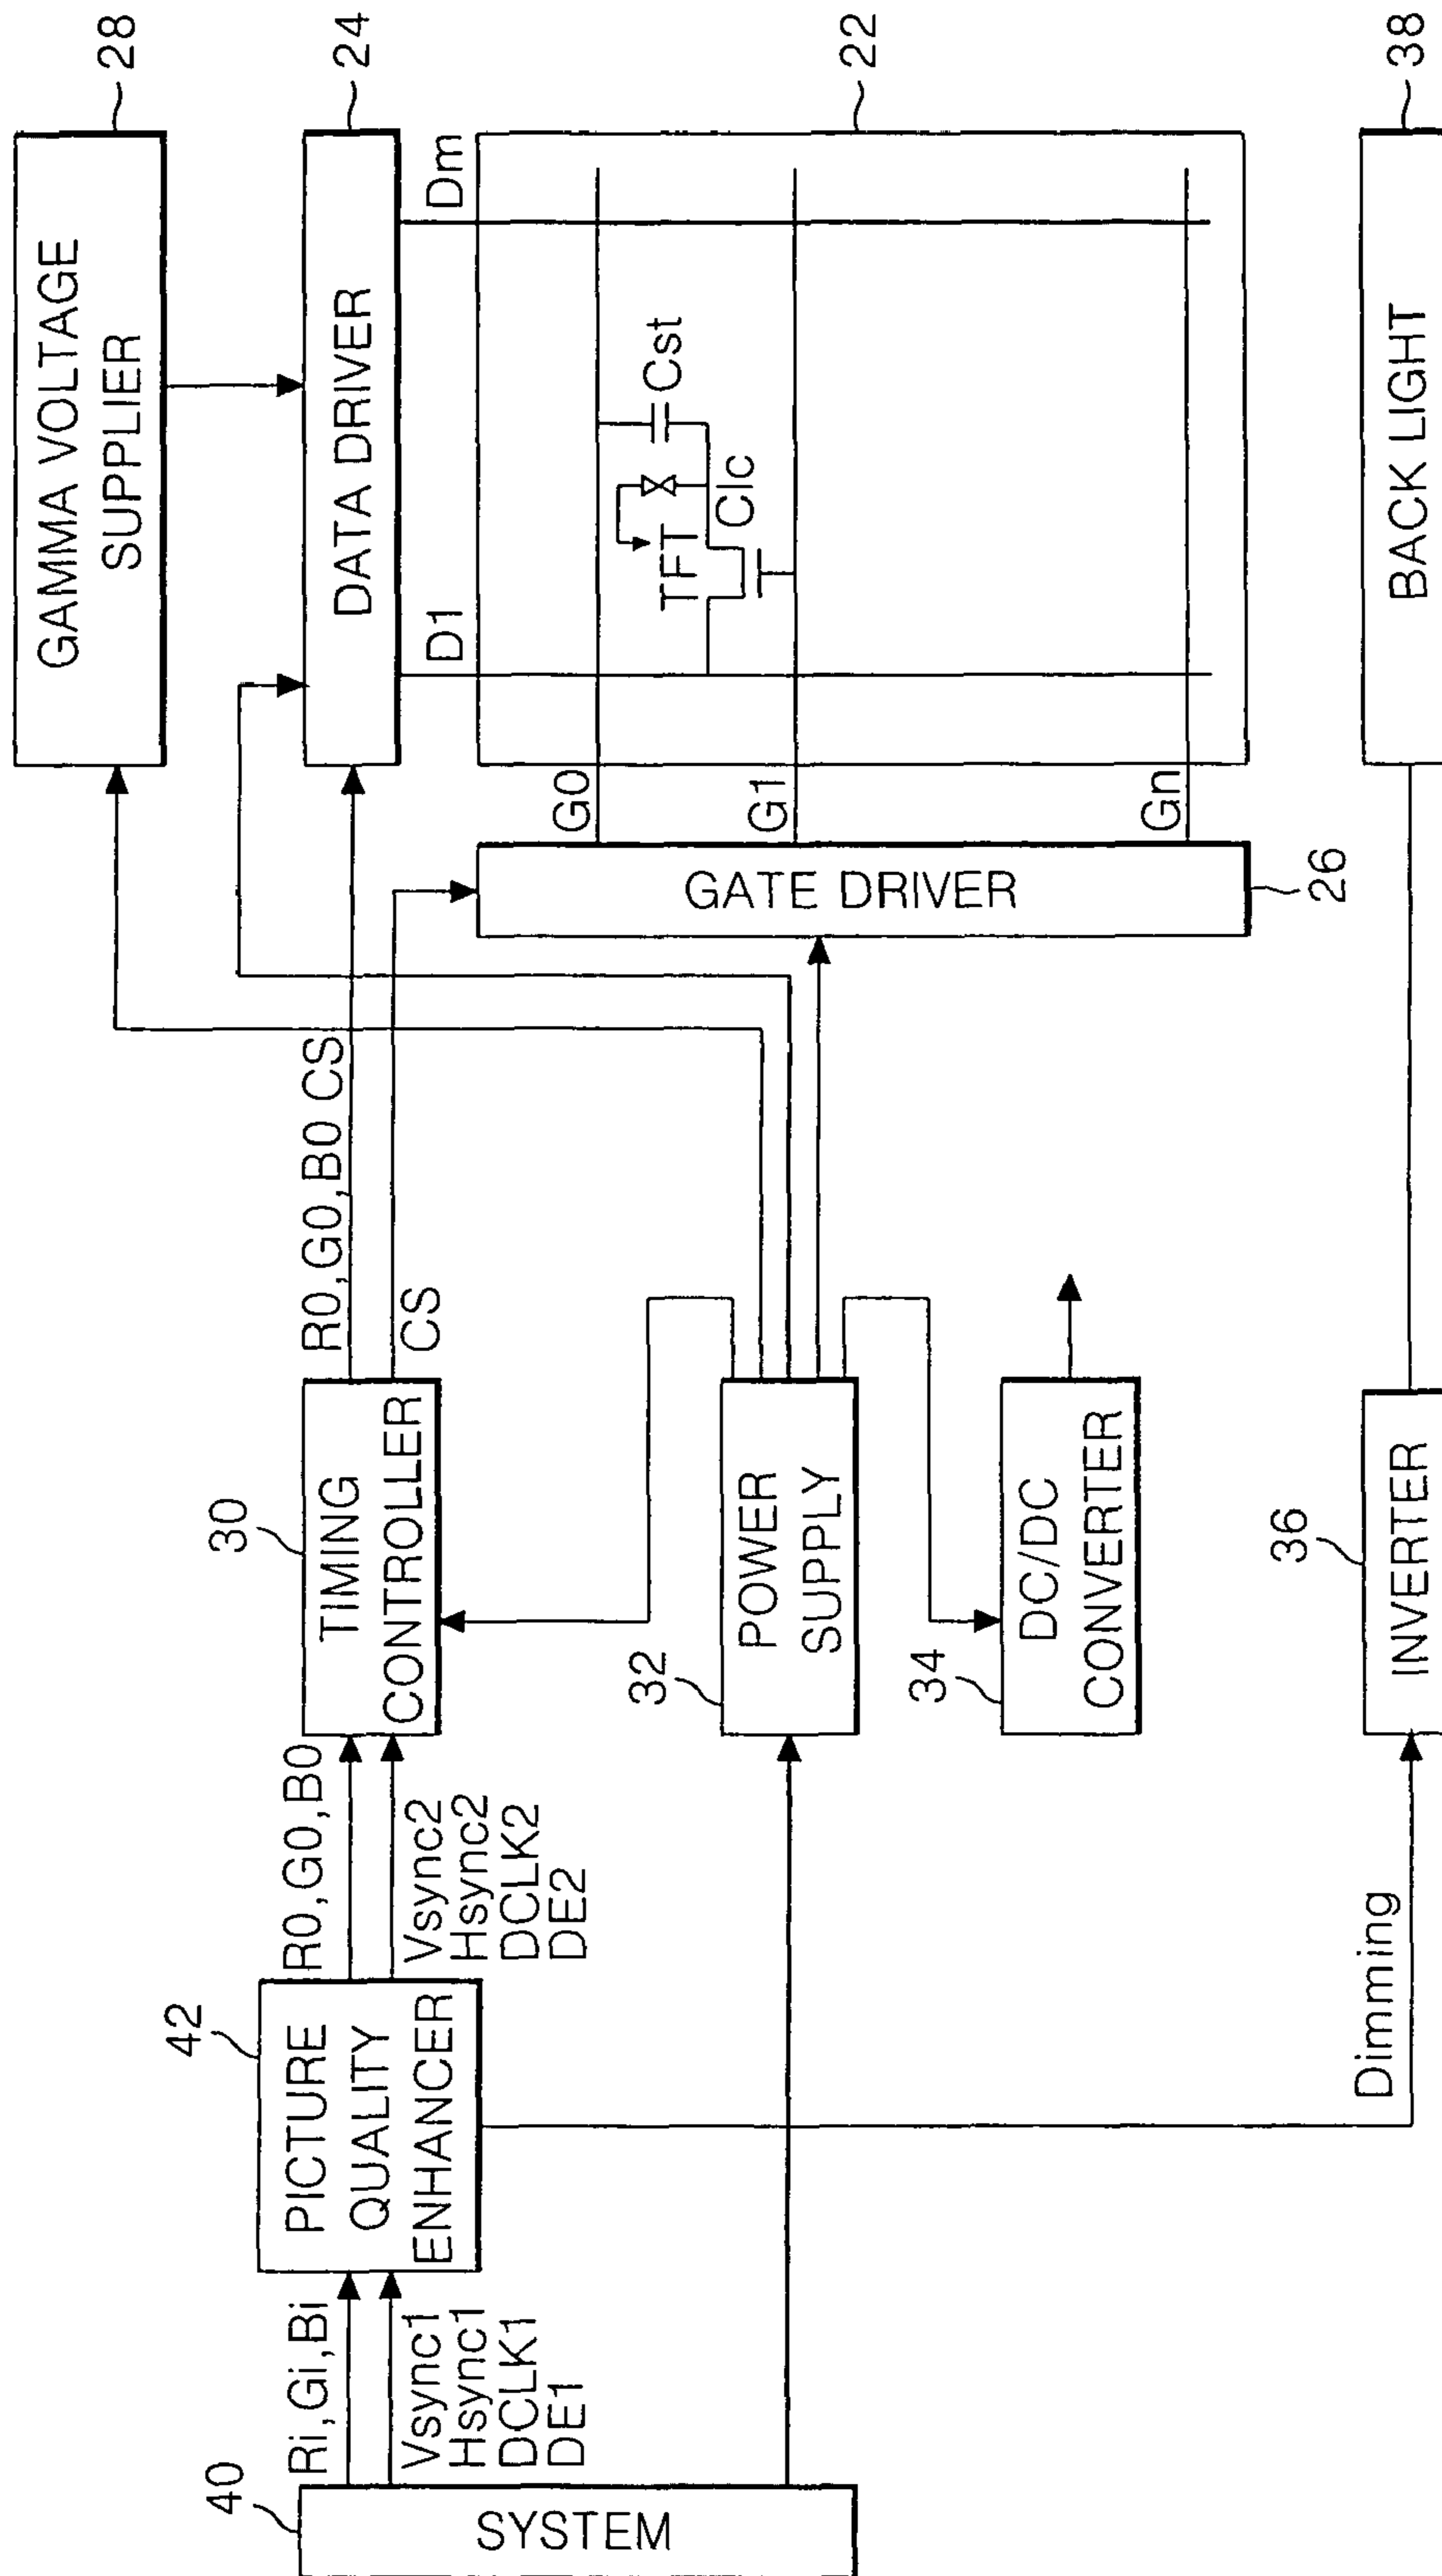 40
SYSTEM
Ri,Gi,Bi
Vsync1
Hsync1
DCLK1
DE1
42
PICTURE
QUALITY
ENHANCER
R0,G0,B0
Vsync2
Hsync2
DCLK2
DE2
Dimming
30
TIMING
CONTROLLER
32
POWER
SUPPLY
34
DC/DC
CONVERTER
36
INVERTER
R0,G0,B0 CS
CS
GAMMA VOLTAGE
SUPPLIER
28
DATA DRIVER
24
D1
Dm
22
G0
G1
Gn
GATE DRIVER
26
TFT
Clc
Cst
BACK LIGHT
38